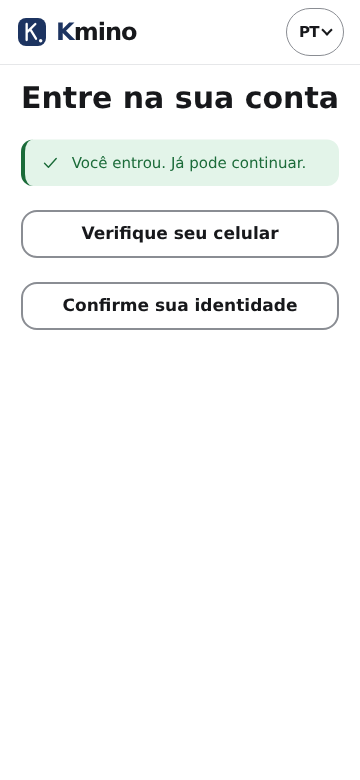 K. Kmino
PT
Entre na sua conta
Você entrou. Já pode continuar.
Verifique seu celular
Confirme sua identidade